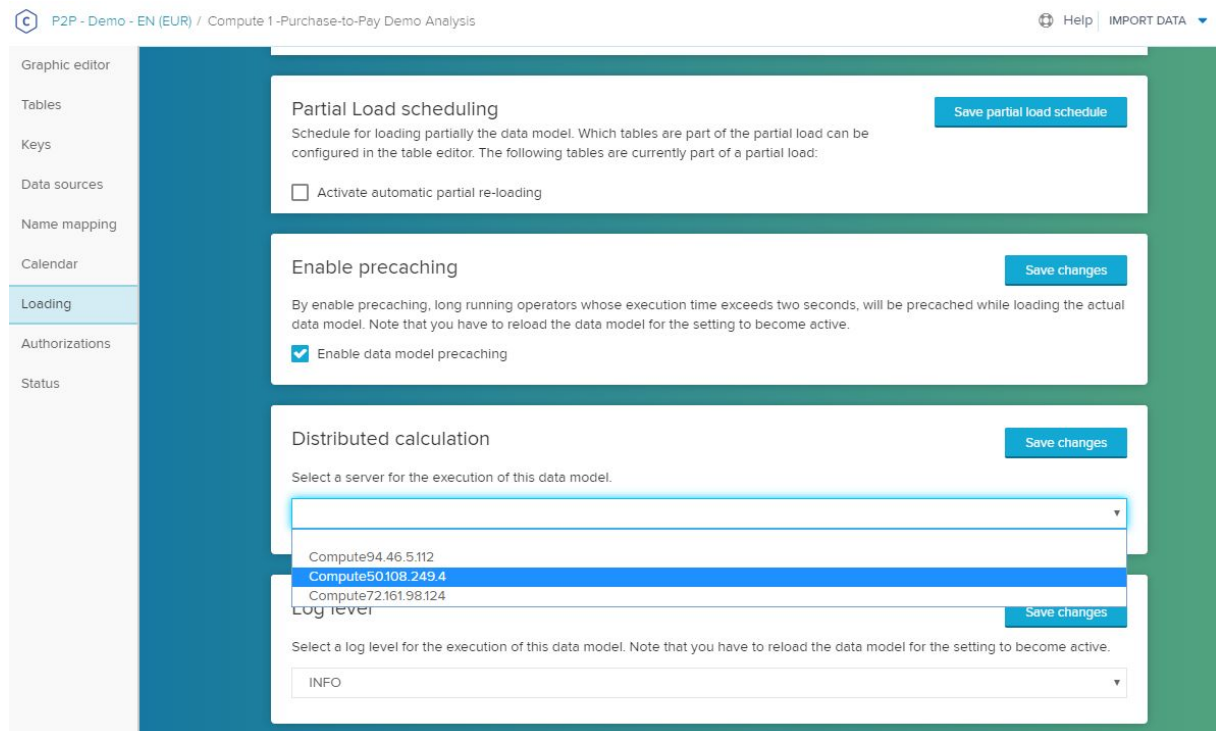 P2P - Demo - EN (EUR) / Compute 1 -Purchase-to-Pay Demo Analysis
Help
IMPORT DATA
Graphic editor
Tables
Keys
Data sources
Name mapping
Calendar
Loading
Authorizations
Status
Partial Load scheduling
Save partial load schedule
Schedule for loading partially the data model. Which tables are part of the partial load can be
configured in the table editor. The following tables are currently part of a partial load:
Activate automatic partial re-loading
Enable precaching
Save changes
By enable precaching, long running operators whose execution time exceeds two seconds, will be precached while loading the actual
data model. Note that you have to reload the data model for the setting to become active.
Enable data model precaching
Distributed calculation
Save changes
Select a server for the execution of this data model.
Compute94.46.5.112
Compute50.108.249.4
Compute72.161.98.124
Log level
Save changes
Select a log level for the execution of this data model. Note that you have to reload the data model for the setting to become active.
INFO